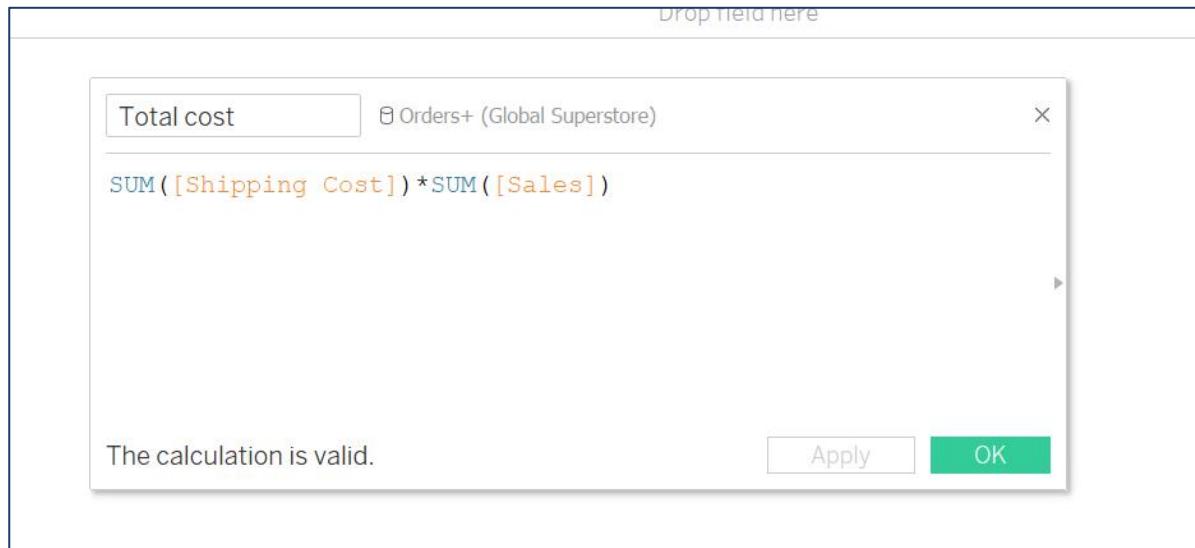 Drop field here
Total cost
Orders+ (Global Superstore)
SUM([Shipping Cost])*SUM([Sales])
The calculation is valid.
Apply
OK